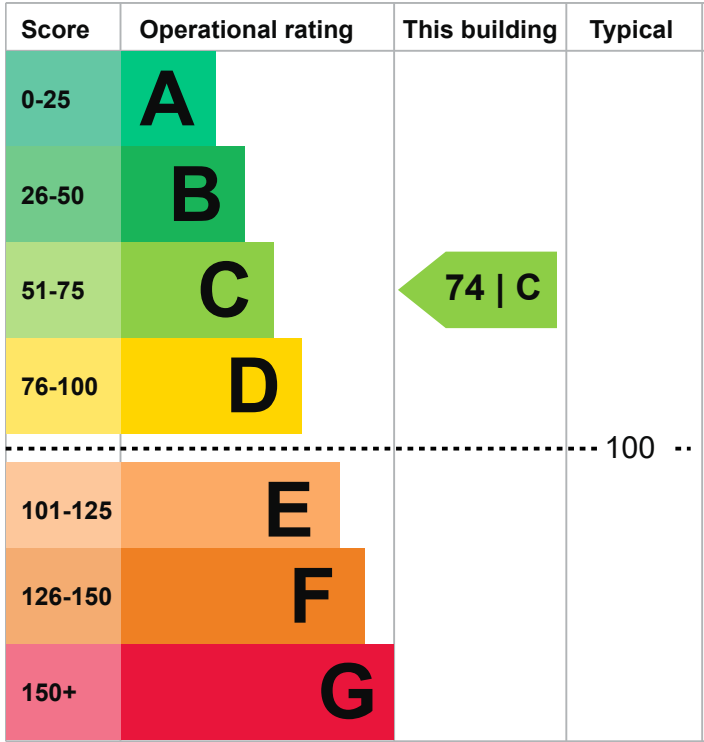 Score Operational rating This building Typical
0-25 A
26-50 B
51-75 C 74 | C
76-100 D
100
101-125 E
126-150 F
150+ G